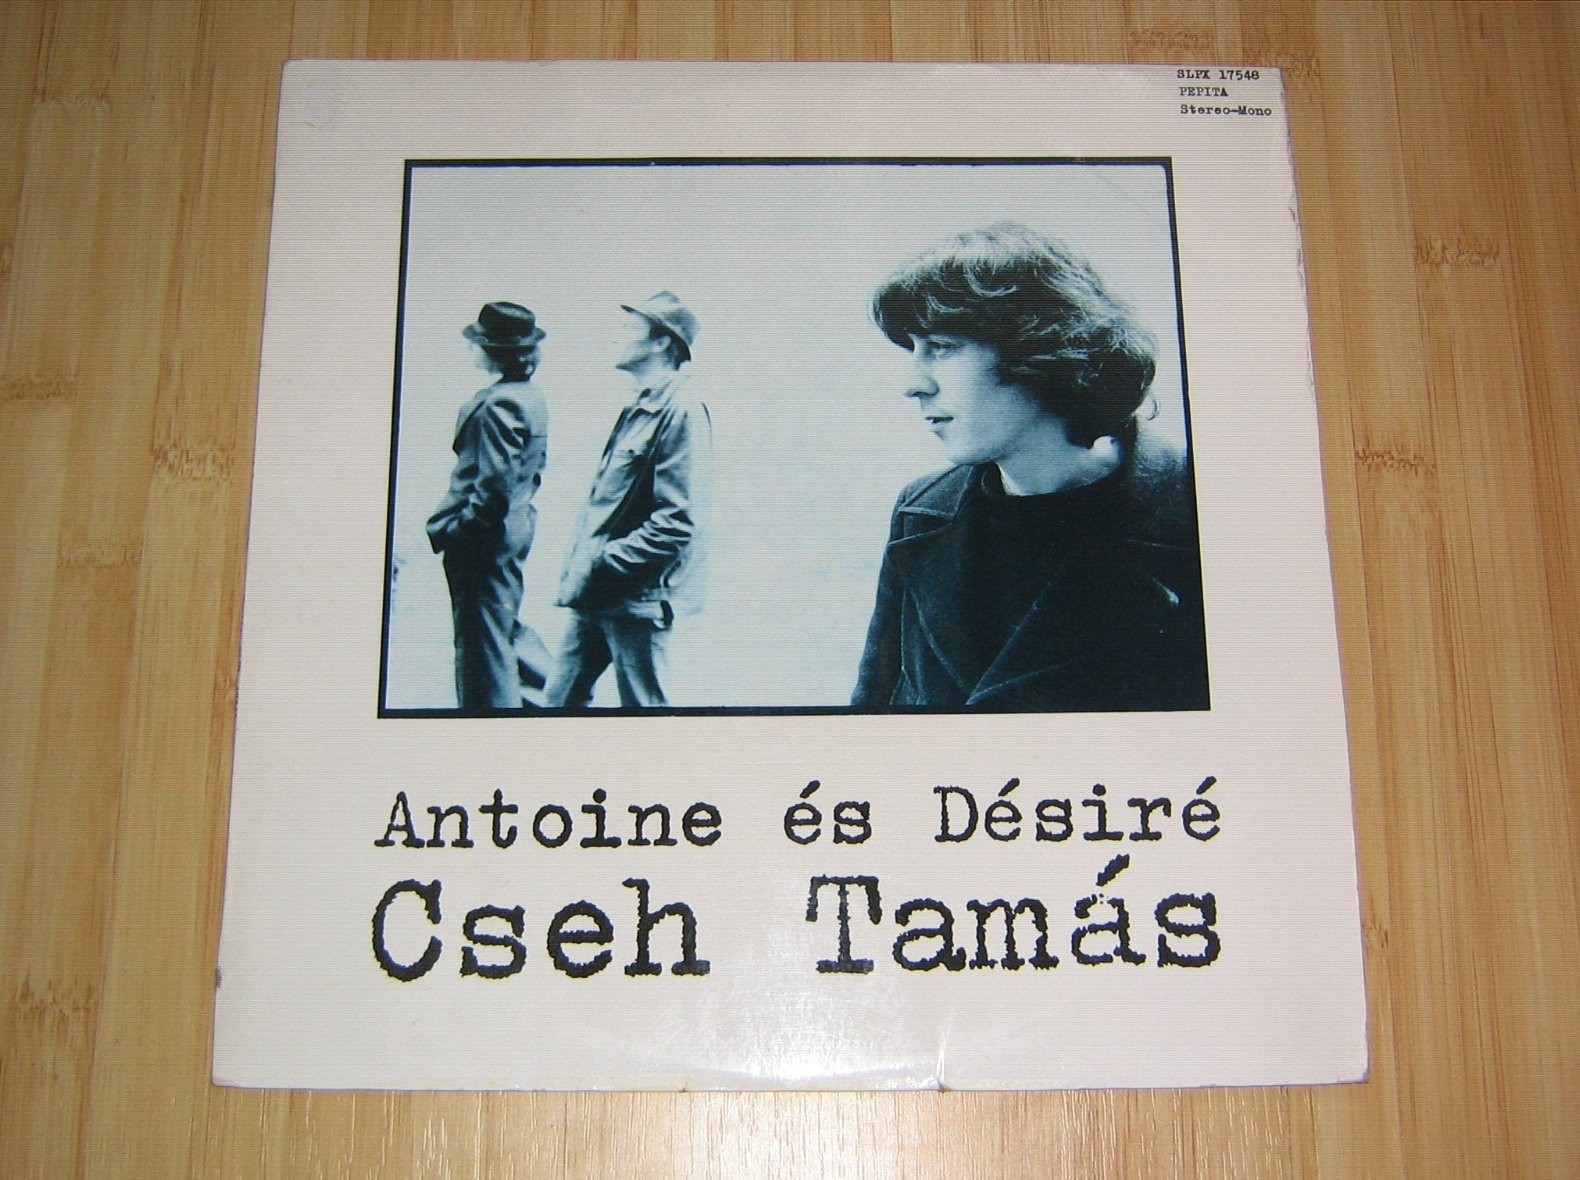 SLPX 17548
PEPITA
Stereo-Mono
Antoine és Désiré
Cseh Tamás